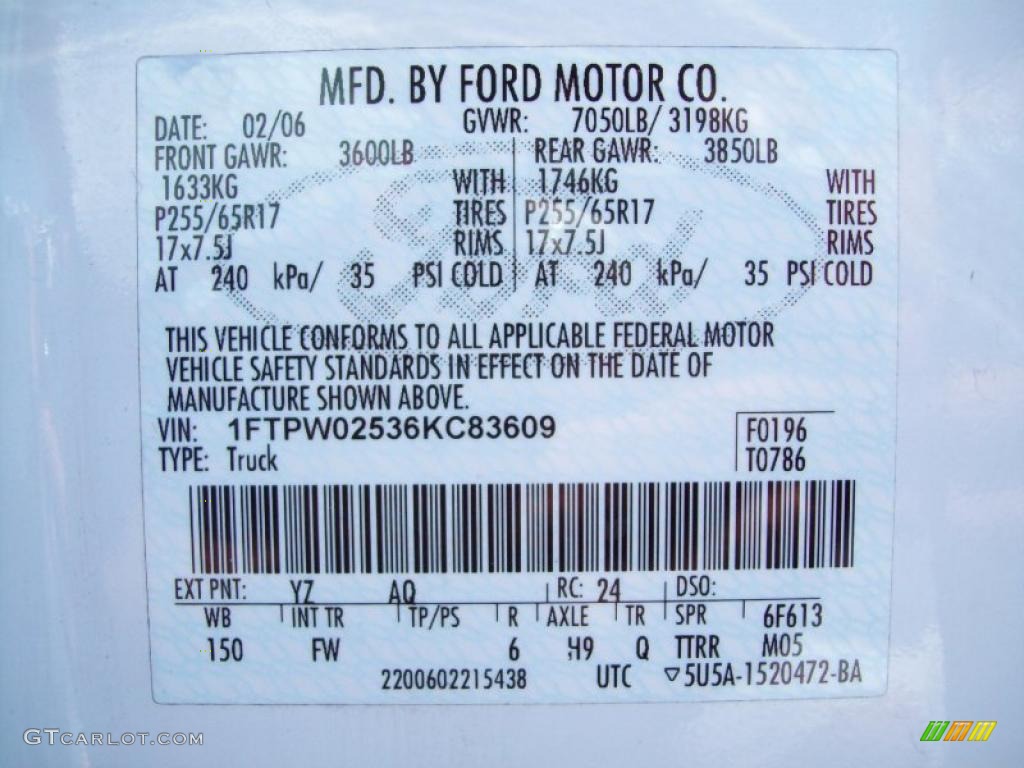 MFD. BY FORD MOTOR CO.
DATE: 02/06 GVWR: 7050LB/ 3198KG
FRONT GAWR: 3600LB REAR GAWR: 3850LB
1633KG WITH 1746KG WITH
P255/65R17 TIRES P255/65R17 TIRES
17x7.5J RIMS 17x7.5J RIMS
AT 240 kPa/ 35 PSI COLD AT 240 kPa/ 35 PSI COLD
Ford
THIS VEHICLE CONFORMS TO ALL APPLICABLE FEDERAL MOTOR
VEHICLE SAFETY STANDARDS IN EFFECT ON THE DATE OF
MANUFACTURE SHOWN ABOVE.
VIN: 1FTPW02536KC83609 F0196
TYPE: Truck T0786
EXT PNT: YZ AQ RC: 24 DSO:
WB INT TR TP/PS R AXLE TR SPR 6F613
150 FW 6 H9 Q TTRR M05
2200602215438 UTC ▽5U5A-1520472-BA
GTCARLOT.COM